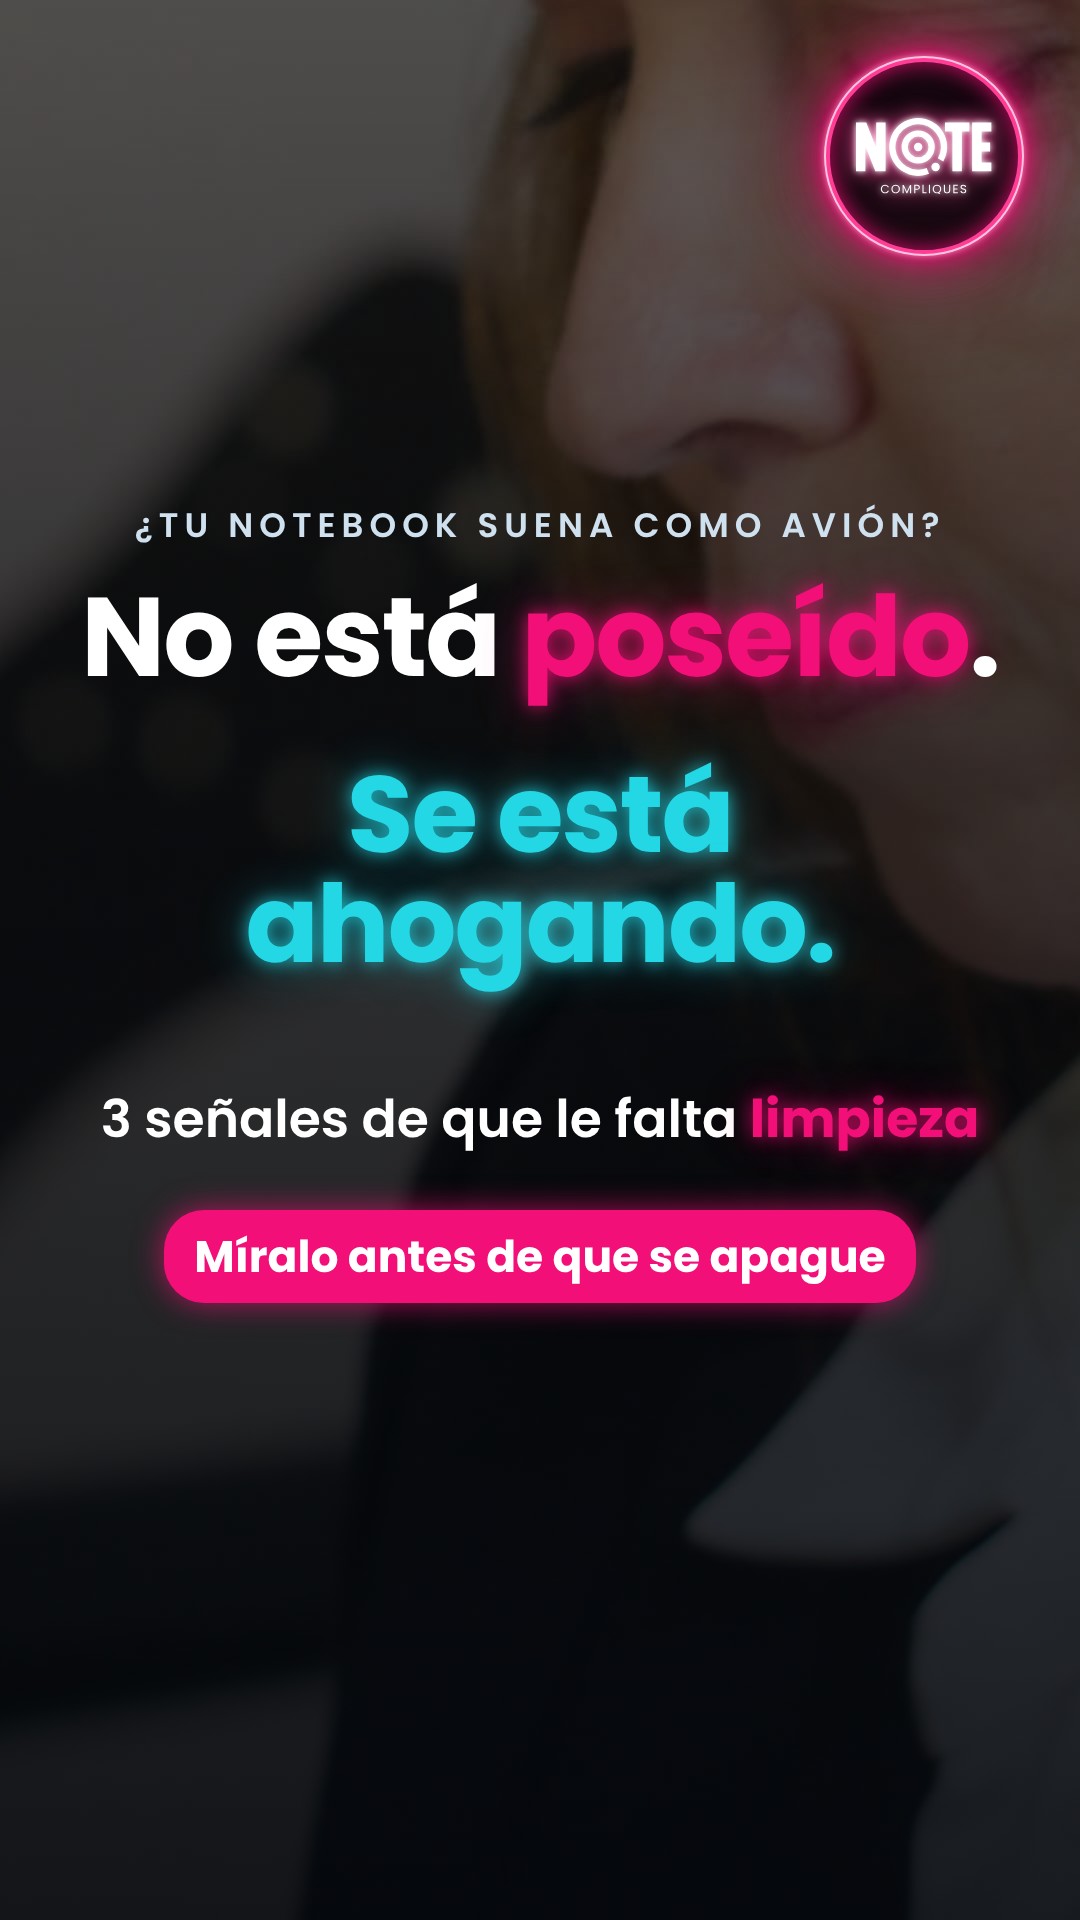 NOTE
COMPLIQUES
¿TU NOTEBOOK SUENA COMO AVIÓN?
No está poseído.
Se está
ahogando.
3 señales de que le falta limpieza
Míralo antes de que se apague